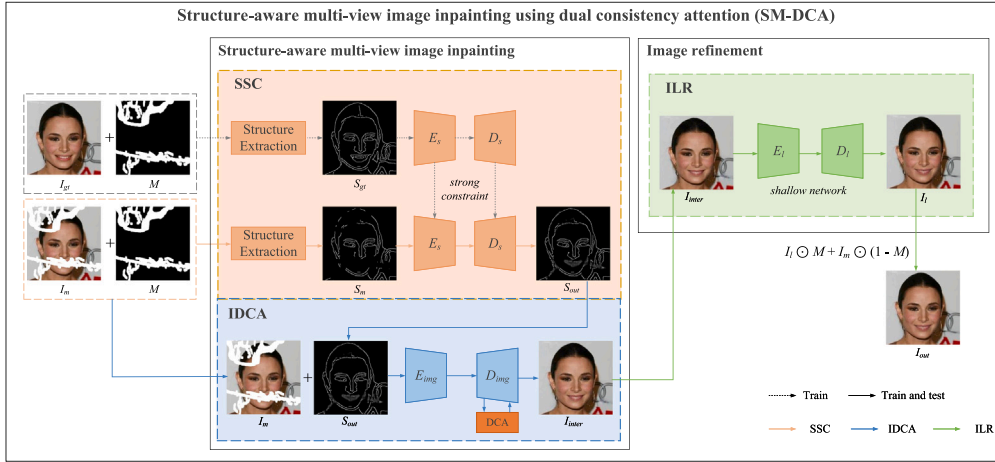 Structure-aware multi-view image inpainting using dual consistency attention (SM-DCA)
Structure-aware multi-view image inpainting
Image refinement
SSC
ILR
Structure
Extraction
E_s
D_s
I_gt
+
M
S_gt
strong
constraint
E_l
D_l
I_inter
shallow network
I_l
Structure
Extraction
E_s
D_s
I_m
+
M
S_m
S_out
I_l ⊙ M + I_m ⊙ (1 - M)
IDCA
E_img
D_img
+
DCA
I_m
S_out
I_inter
I_out
Train
Train and test
SSC
IDCA
ILR